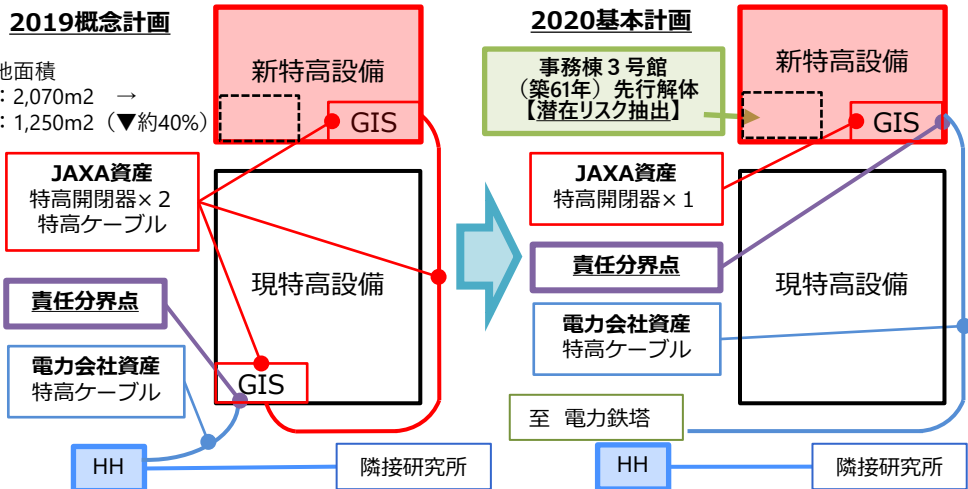 2019概念計画
地面積
：2,070m2　→
：1,250m2（▼約40%）
新特高設備
GIS
JAXA資産
特高開閉器×２
特高ケーブル
現特高設備
責任分界点
電力会社資産
特高ケーブル
GIS
HH
隣接研究所
2020基本計画
事務棟３号館
（築61年）先行解体
【潜在リスク抽出】
新特高設備
GIS
JAXA資産
特高開閉器×１
責任分界点
現特高設備
電力会社資産
特高ケーブル
至 電力鉄塔
HH
隣接研究所